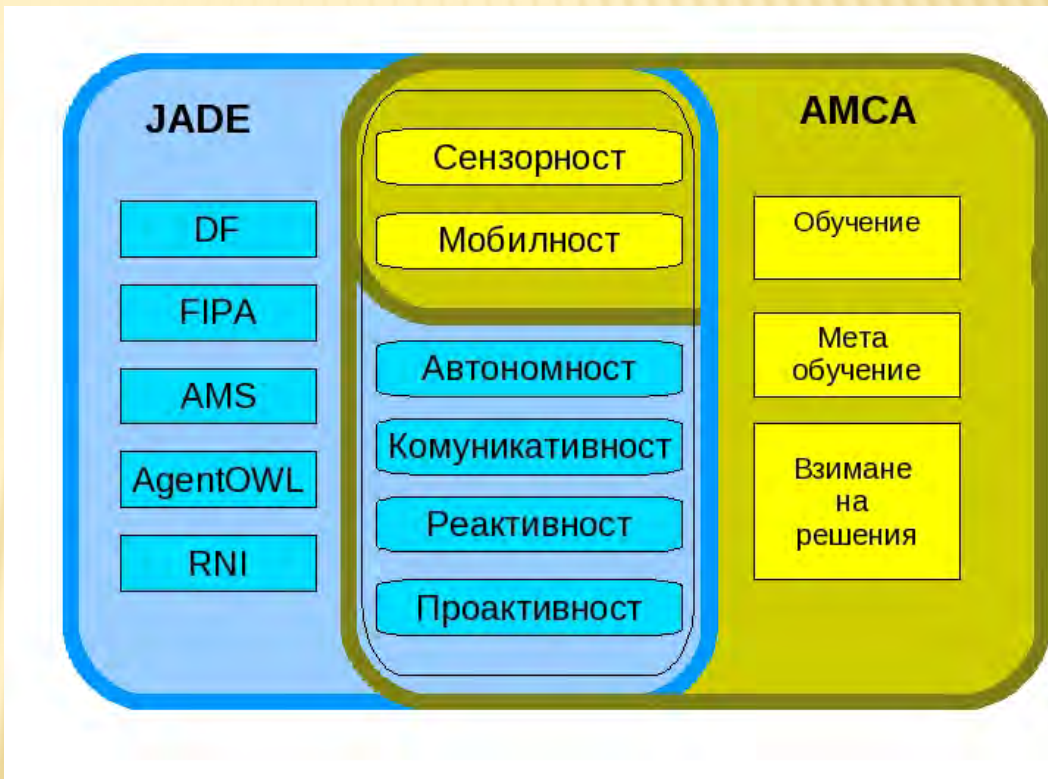 JADE
DF
FIPA
AMS
AgentOWL
RNI
Сензорност
Мобилност
Автономност
Комуникативност
Реактивност
Проактивност
AMCA
Обучение
Мета
обучение
Взимане
на
решения